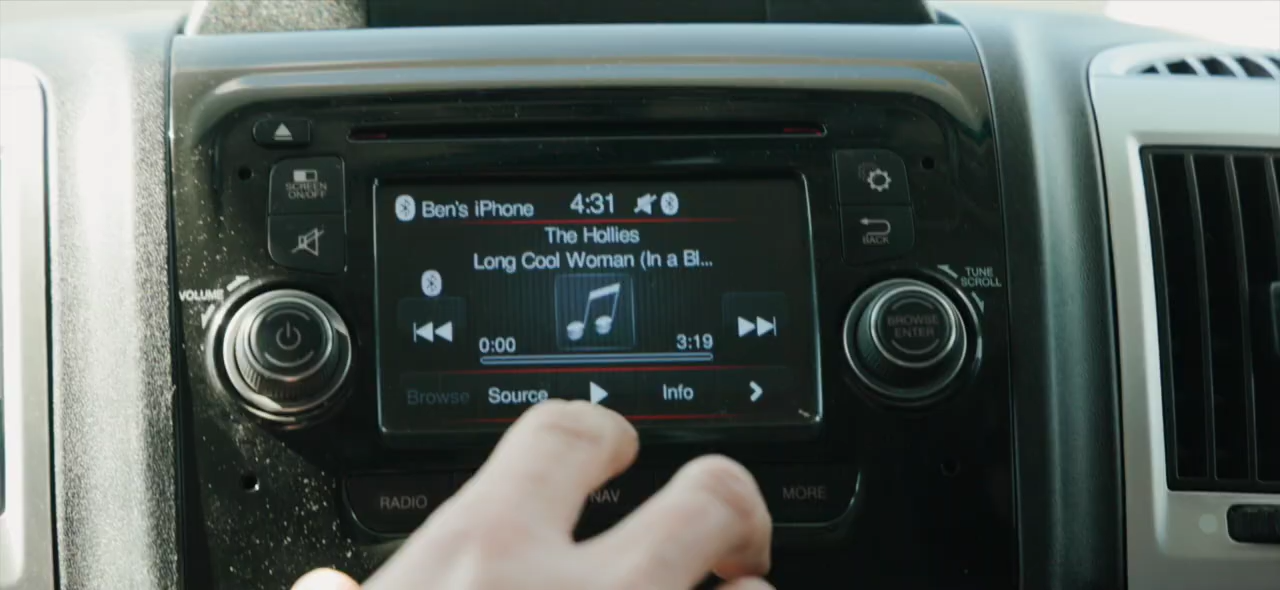 SCREEN
ON/OFF
Ben's iPhone 4:31
The Hollies
Long Cool Woman (In a Bl...
BACK
VOLUME
TUNE
SCROLL
BROWSE
ENTER
0:00 3:19
Browse Source Info
RADIO NAV MORE